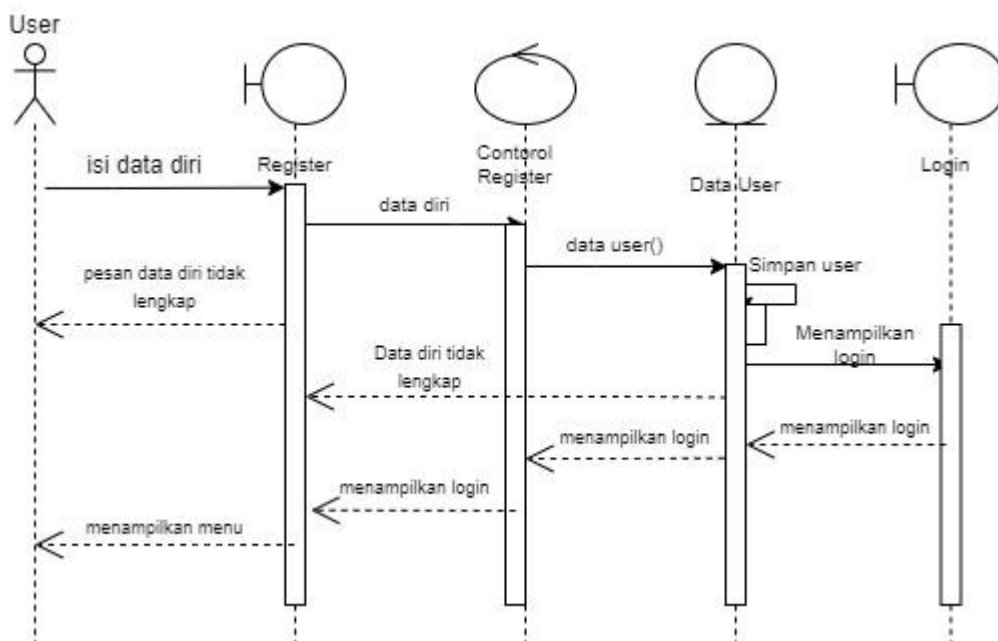 User
Register
Contorol
Register
Data User
Login
isi data diri
data diri
data user()
Simpan user
pesan data diri tidak
lengkap
Menampilkan
login
Data diri tidak
lengkap
menampilkan login
menampilkan login
menampilkan login
menampilkan menu